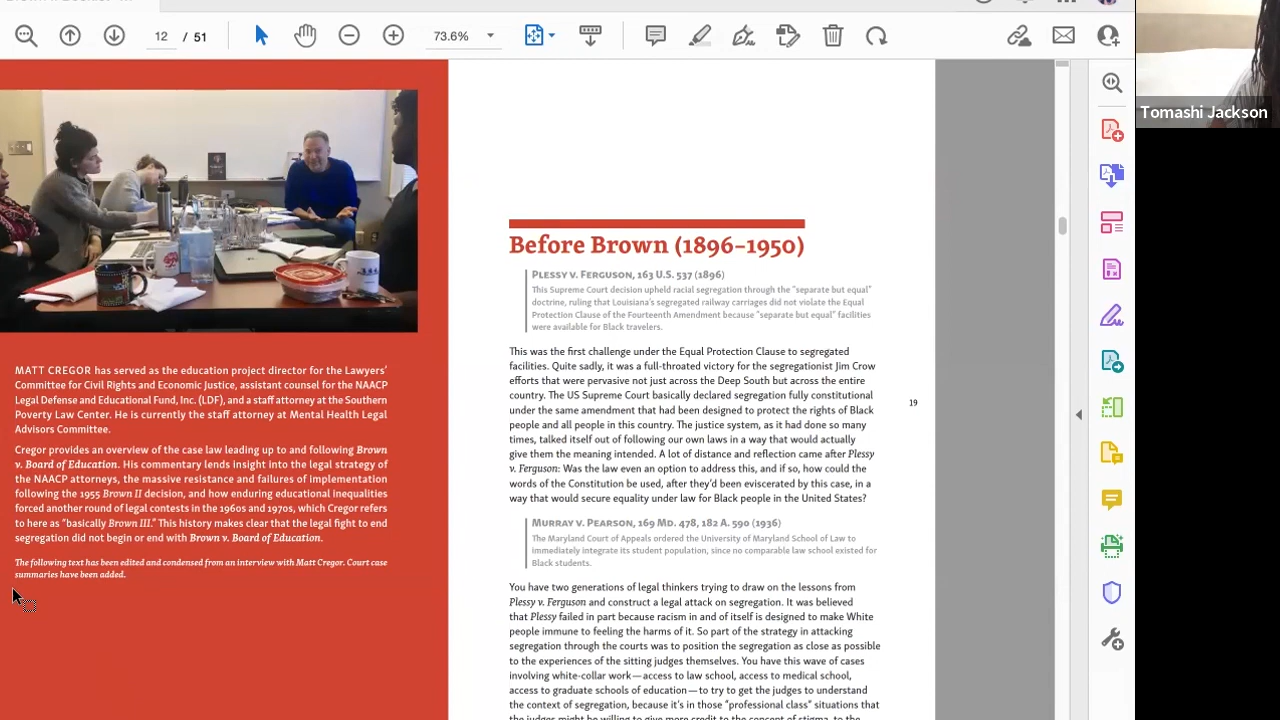 12 / 51
73.6%
Tomashi Jackson
MATT CREGOR has served as the education project director for the Lawyers'
Committee for Civil Rights and Economic Justice, assistant counsel for the NAACP
Legal Defense and Educational Fund, Inc. (LDF), and a staff attorney at the Southern
Poverty Law Center. He is currently the staff attorney at Mental Health Legal
Advisors Committee.
Cregor provides an overview of the case law leading up to and following Brown
v. Board of Education. His commentary lends insight into the legal strategy of
the NAACP attorneys, the massive resistance and failures of implementation
following the 1955 Brown II decision, and how enduring educational inequalities
forced another round of legal contests in the 1960s and 1970s, which Cregor refers
to here as "basically Brown III." This history makes clear that the legal fight to end
segregation did not begin or end with Brown v. Board of Education.
The following text has been edited and condensed from an interview with Matt Cregor. Court case
summaries have been added.
Before Brown (1896–1950)
PLESSY V. FERGUSON, 163 U.S. 537 (1896)
This Supreme Court decision upheld racial segregation through the "separate but equal"
doctrine, ruling that Louisiana's segregated railway carriages did not violate the Equal
Protection Clause of the Fourteenth Amendment because "separate but equal" facilities
were available for Black travelers.
This was the first challenge under the Equal Protection Clause to segregated
facilities. Quite sadly, it was a full-throated victory for the segregationist Jim Crow
efforts that were pervasive not just across the Deep South but across the entire
country. The US Supreme Court basically declared segregation fully constitutional
under the same amendment that had been designed to protect the rights of Black
people and all people in this country. The justice system, as it had done so many
times, talked itself out of following our own laws in a way that would actually
give them the meaning intended. A lot of distance and reflection came after Plessy
v. Ferguson: Was the law even an option to address this, and if so, how could the
words of the Constitution be used, after they'd been eviscerated by this case, in a
way that would secure equality under law for Black people in the United States?
19
MURRAY V. PEARSON, 169 MD. 478, 182 A. 590 (1936)
The Maryland Court of Appeals ordered the University of Maryland School of Law to
immediately integrate its student population, since no comparable law school existed for
Black students.
You have two generations of legal thinkers trying to draw on the lessons from
Plessy v. Ferguson and construct a legal attack on segregation. It was believed
that Plessy failed in part because racism in and of itself is designed to make White
people immune to feeling the harms of it. So part of the strategy in attacking
segregation through the courts was to position the segregation as close as possible
to the experiences of the sitting judges themselves. You have this wave of cases
involving white-collar work—access to law school, access to medical school,
access to graduate schools of education—to try to get the judges to understand
the context of segregation, because it's in those "professional class" situations that
the judges might be willing to give more credit to the concept of stigma, to the